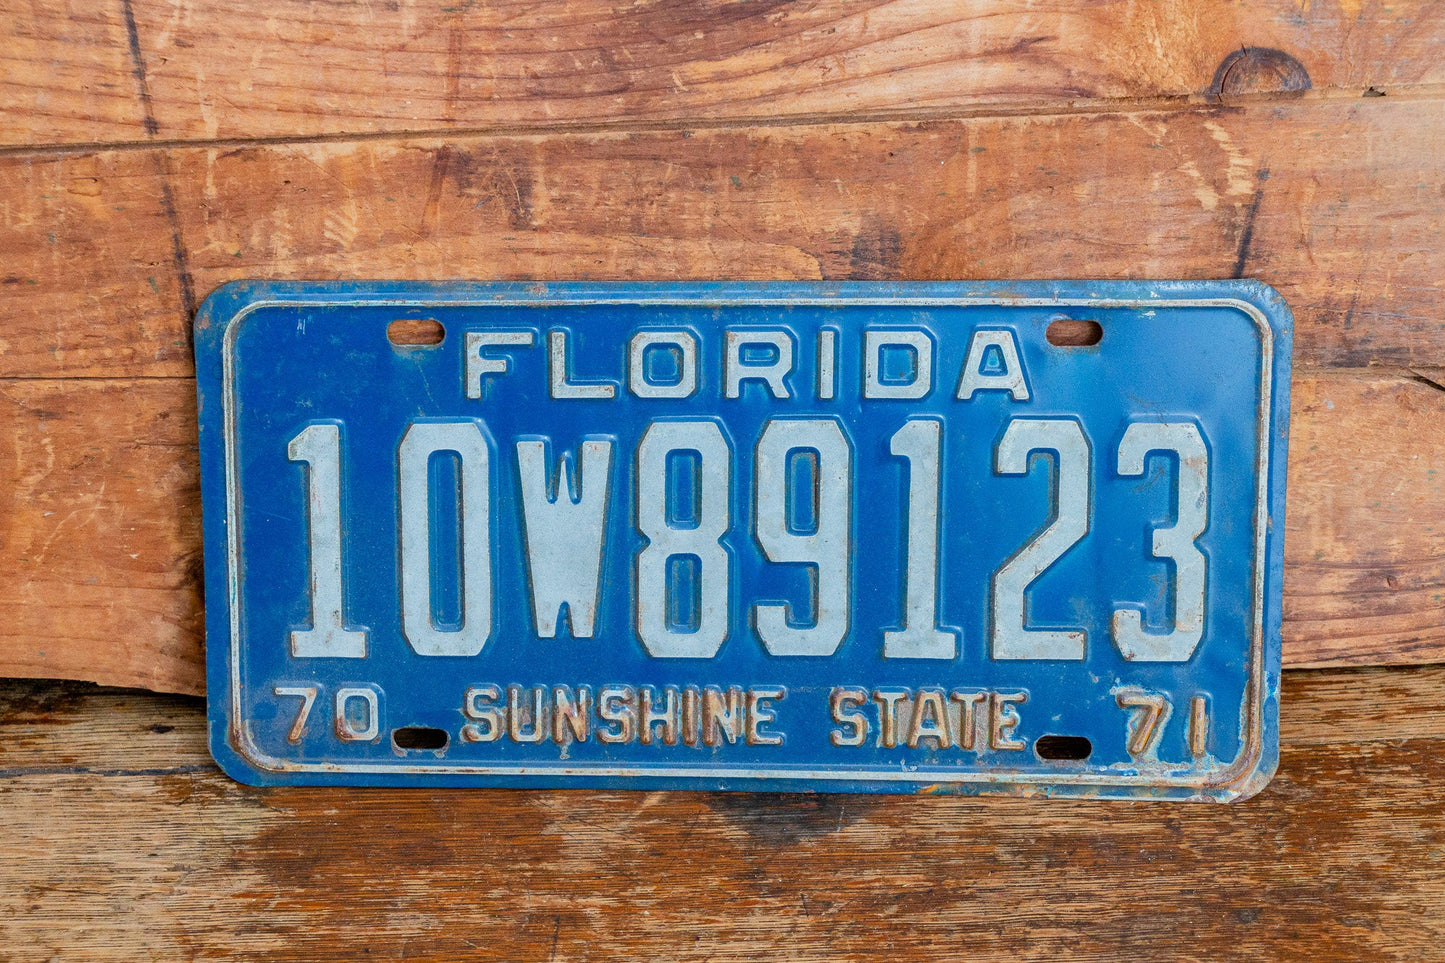 FLORIDA
10W89123
70 SUNSHINE STATE 71